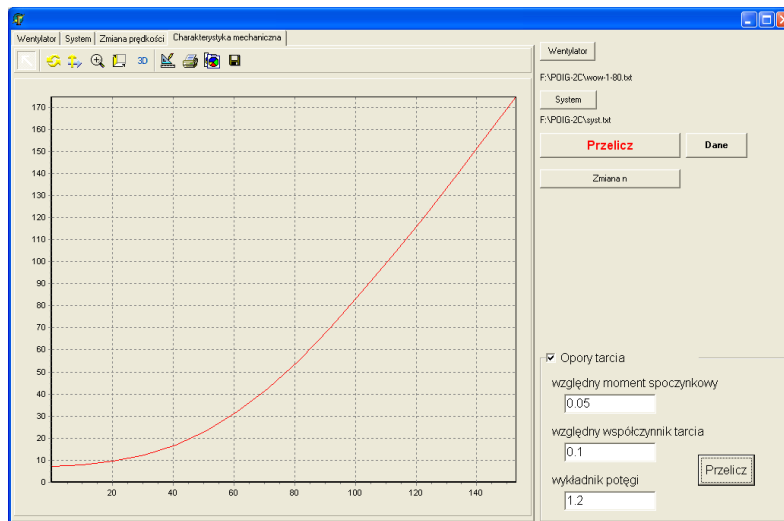 Wentylator System Zmiana prędkości Charakterystyka mechaniczna
3D
170
160
150
140
130
120
110
100
90
80
70
60
50
40
30
20
10
0
20 40 60 80 100 120 140
Wentylator
F:\POIG-2C\wow-1-80.txt
System
F:\POIG-2C\syst.txt
Przelicz Dane
Zmiana n
Opory tarcia
względny moment spoczynkowy
0.05
względny współczynnik tarcia
0.1
Przelicz
wykładnik potęgi
1.2